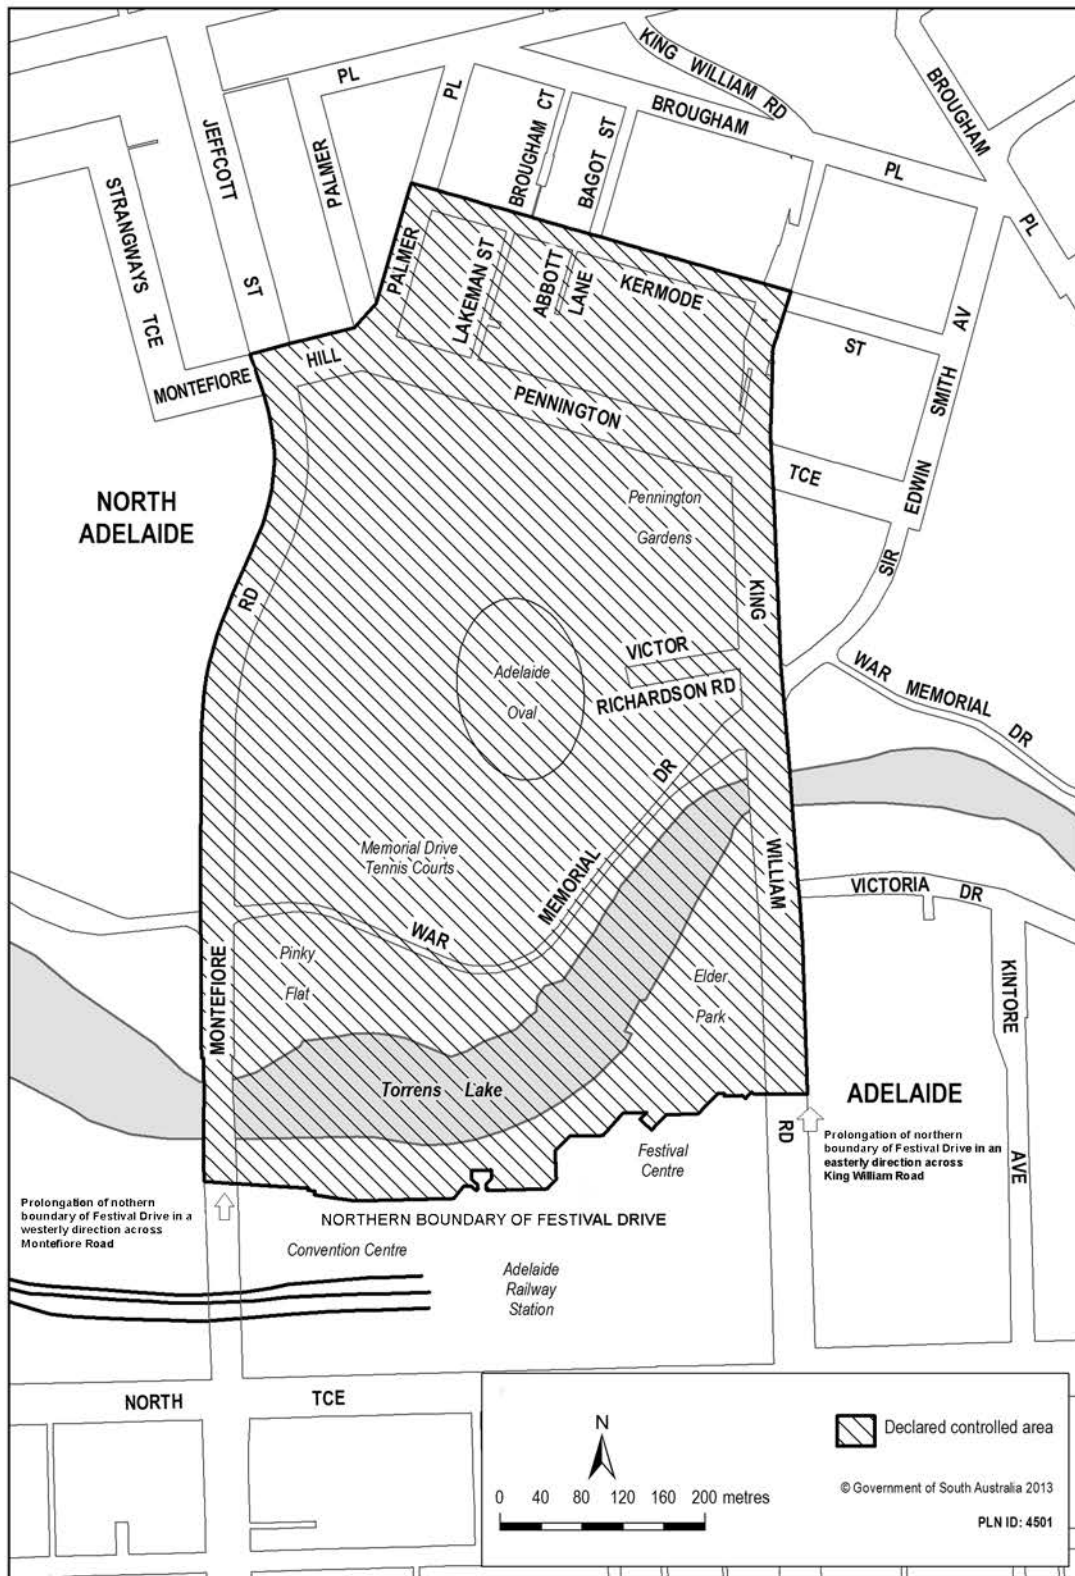 KING WILLIAM RD
PL
PL
BROUGHAM
BROUGHAM
PL
PL
JEFFCOTT
ST
PALMER
BROUGHAM CT
BAGOT ST
STRANGWAYS TCE
PALMER
LAKEMAN ST
ABBOTT
LANE
KERMODE
ST
SIR EDWIN SMITH AV
MONTEFIORE
HILL
PENNINGTON
TCE
NORTH
ADELAIDE
Pennington
Gardens
RD
KING
VICTOR
RICHARDSON RD
Adelaide
Oval
WAR MEMORIAL DR
DR
Memorial Drive
Tennis Courts
MEMORIAL
WAR
WILLIAM
VICTORIA DR
Pinky
Flat
MONTEFIORE
Elder
Park
KINTORE
AVE
Torrens Lake
ADELAIDE
RD
Prolongation of northern
boundary of Festival Drive in an
easterly direction across
King William Road
Festival
Centre
Prolongation of nothern
boundary of Festival Drive in a
westerly direction across
Montefiore Road
NORTHERN BOUNDARY OF FESTIVAL DRIVE
Convention Centre
Adelaide
Railway
Station
NORTH TCE
N
0 40 80 120 160 200 metres
Declared controlled area
© Government of South Australia 2013
PLN ID: 4501